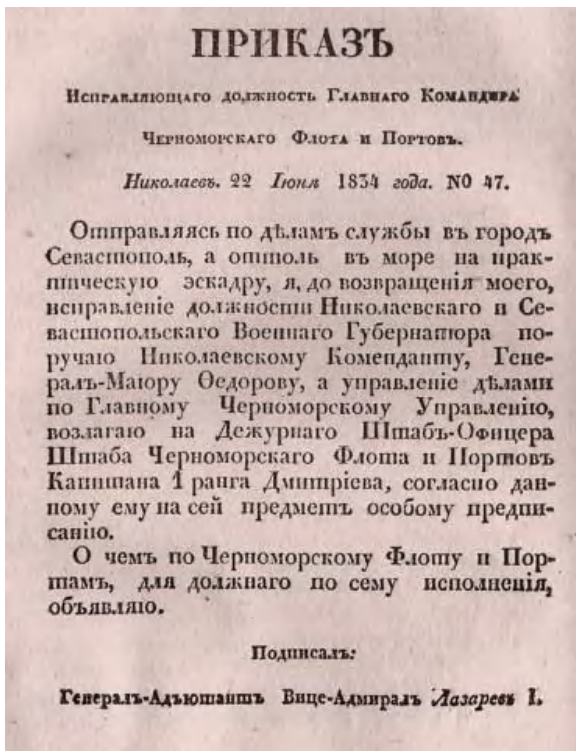 ПРИКАЗЪ
Исправляющаго должность Главнаго Командира
Черноморскаго Флота и Портовъ.
Николаевъ. 22 Іюня 1834 года. NO 47.
Отправляясь по дѣламъ службы въ городъ
Севастополь, а оттоль въ море на прак-
тическую эскадру, я, до возвращенія моего,
исправленіе должности Николаевскаго и Се-
вастопольскаго Военнаго Губернатора по-
ручаю Николаевскому Коменданту, Гене-
ралъ-Маіору Ѳедорову, а управленіе дѣлами
по Главному Черноморскому Управленію,
возлагаю на Дежурнаго Штабъ-Офицера
Штаба Черноморскаго Флота и Портовъ
Капитана 1 ранга Дмитріева, согласно дан-
ному ему на сей предметъ особому предпи-
санію.
О чемъ по Черноморскому Флоту и Пор-
тамъ, для должнаго по сему исполненія,
объявляю.
Подписалъ:
Генералъ-Адъютантъ Вице-Адмиралъ Лазаревъ 1.